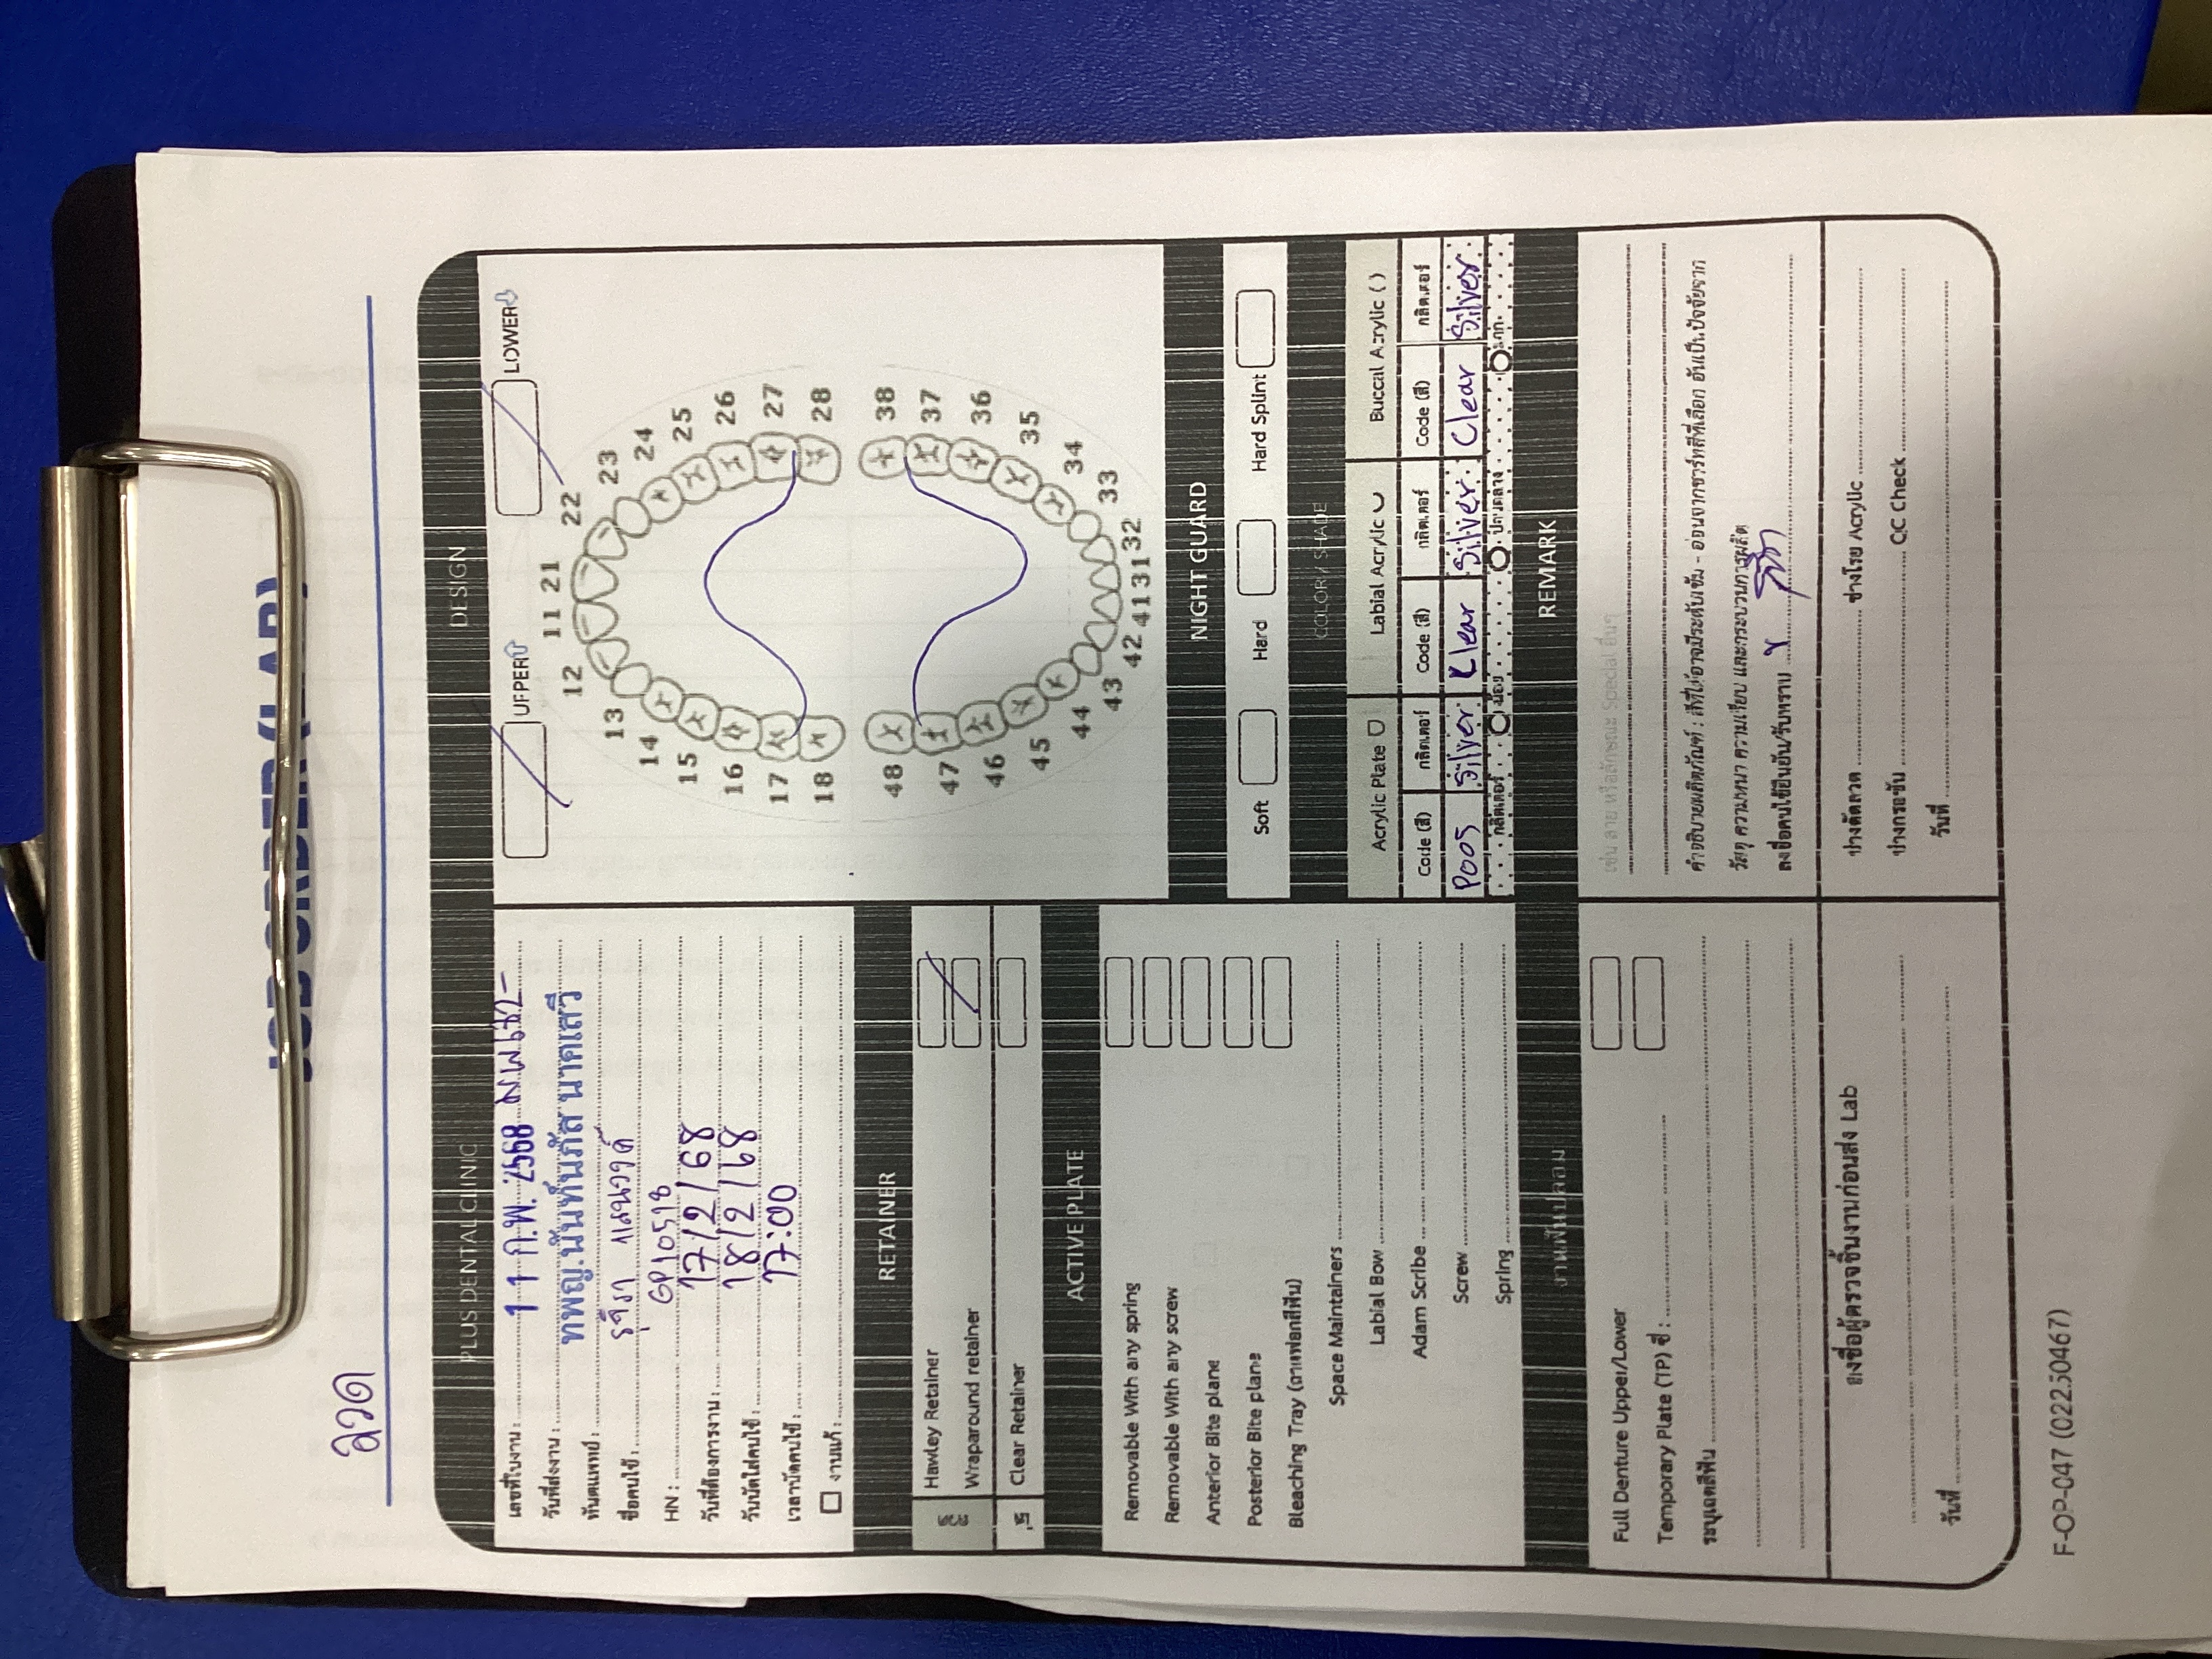 JOB ORDER (LAB)
ลวด
PLUS DENTAL CLINIC
เลขที่ใบงาน :
11 ก.พ. 2568
วันที่ส่งงาน :
ทันตแพทย์ : ทพญ.นันท์นภัส นาคเสวี
ชื่อคนไข้ : รุจิรา แสนวงค์
HN : GP10518
วันที่ต้องการงาน : 17/2/68
วันนัดใส่คนไข้ : 18/2/68
เวลานัดคนไข้ : 17:00
งานแก้ :
RETAINER
ลวด
Hawley Retainer
Wraparound retainer
ใส
Clear Retainer
ACTIVE PLATE
Removable With any spring
Removable With any screw
Anterior Bite plane
Posterior Bite plane
Bleaching Tray (ถาดฟอกสีฟัน)
Space Maintainers
Labial Bow
Adam Scribe
Screw
Spring
งานฟันปลอม
Full Denture Upper/Lower
Temporary Plate (TP) ซี่ :
ระบุเฉดสีฟัน
ลงชื่อผู้ตรวจชิ้นงานก่อนส่ง Lab
วันที่
DESIGN
UPPER LOWER
11 21
12 22
13 23
14 24
15 25
16 26
17 27
18 28
48 38
47 37
46 36
45 35
44 34
43 33
42 41 31 32
NIGHT GUARD
Soft Hard Hard Splint
COLOR / SHADE
Acrylic Plate Labial Acrylic Buccal Acrylic ( )
Code (สี) กลิตเตอร์ Code (สี) กลิตเตอร์ Code (สี) กลิตเตอร์
P005 Silver Clear Silver Clear Silver
กลิตเตอร์ น้อย ปานกลาง มาก
REMARK
เช่น ลาย หรือลักษณะ Special อื่นๆ
คำอธิบายผลิตภัณฑ์ : สีที่ได้อาจมีระดับเข้ม - อ่อนจากชาร์ทสีที่เลือก อันเป็นปัจจัยจาก
วัสดุ ความหนา ความเรียบ และกระบวนการผลิต
ลงชื่อคนไข้ยืนยัน/รับทราบ
ช่างดัดลวด ช่างโรย Acrylic
ช่างกรอขัน QC Check
วันที่
F-OP-047 (02250467)